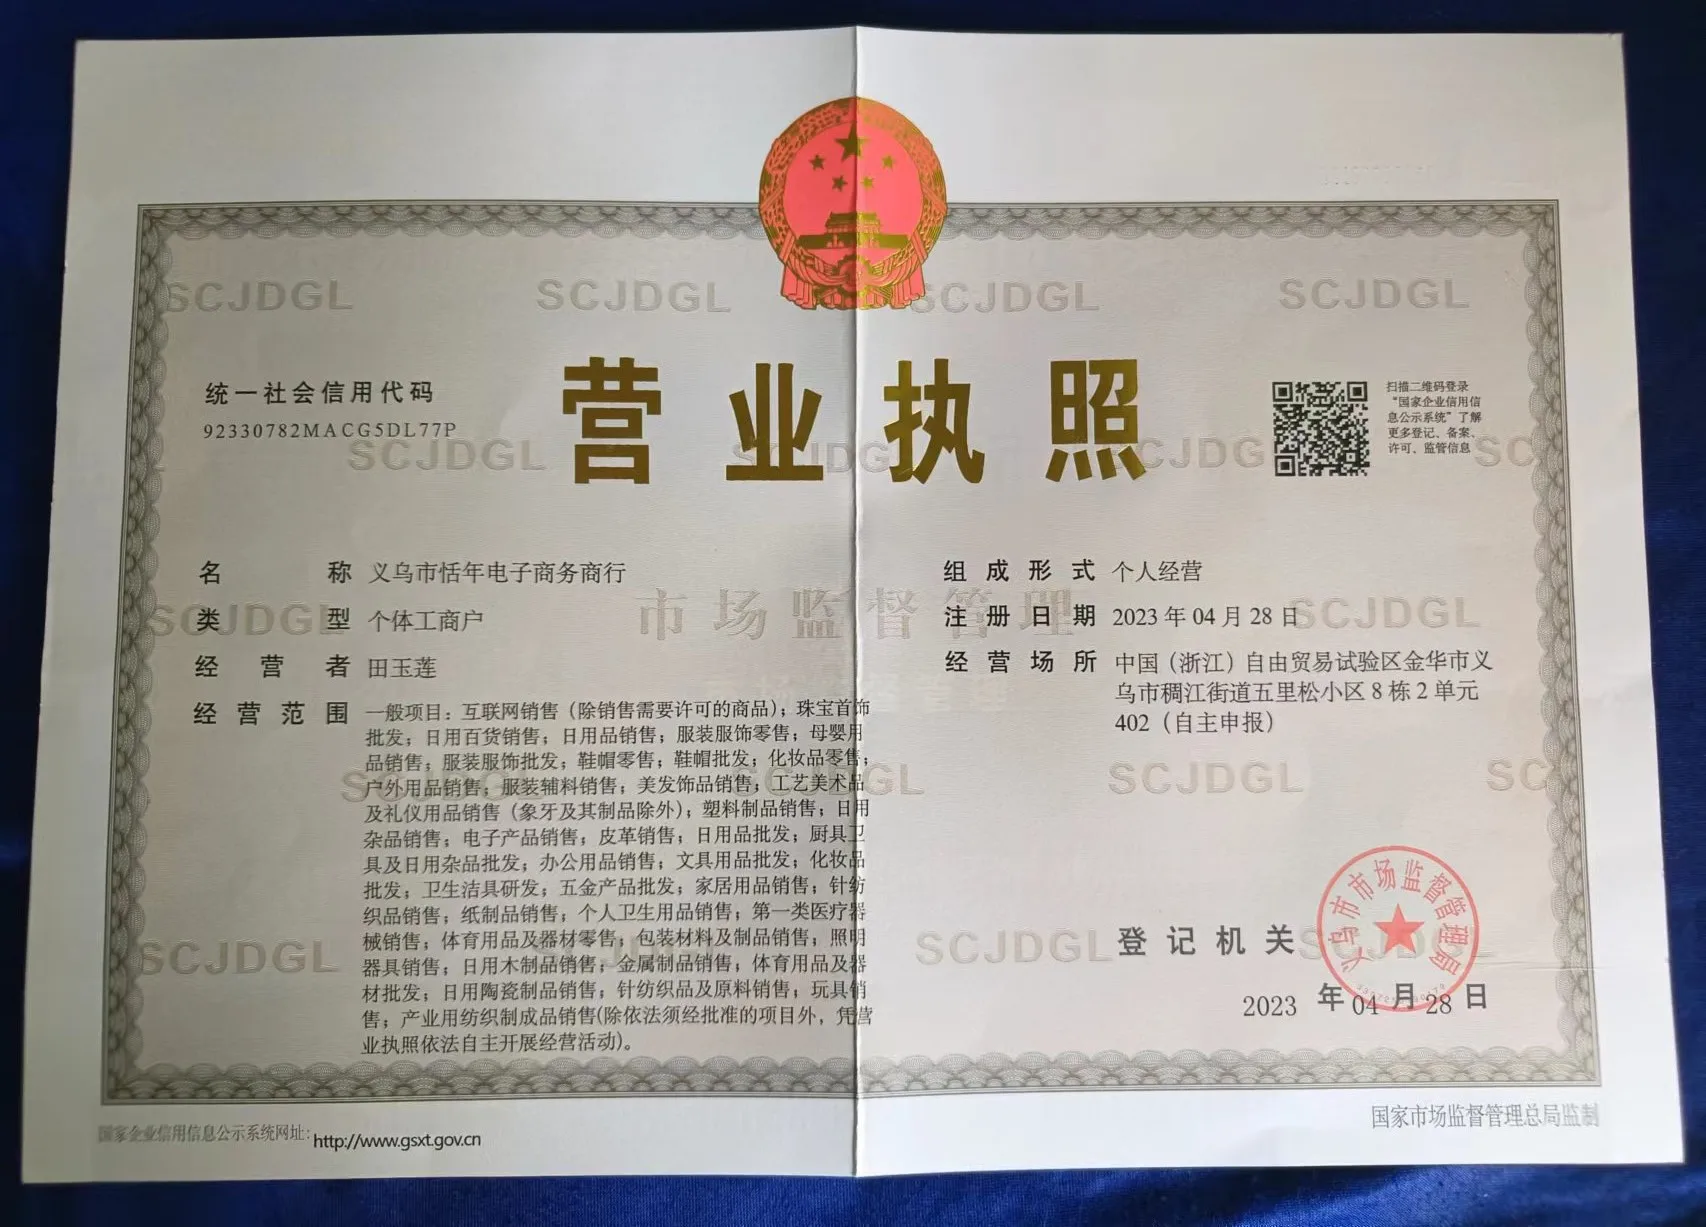 统一社会信用代码
92330782MACG5DL77P
营业执照
扫描二维码登录
“国家企业信用信
息公示系统”了解
更多登记、备案、
许可、监管信息
名称 义乌市恬年电子商务商行
类型 个体工商户
经营者 田玉莲
经营范围 一般项目：互联网销售（除销售需要许可的商品）；珠宝首饰
批发；日用百货销售；日用品销售；服装服饰零售；母婴用
品销售；服装服饰批发；鞋帽零售；鞋帽批发；化妆品零售；
户外用品销售；服装辅料销售；美发饰品销售；工艺美术品
及礼仪用品销售（象牙及其制品除外）；塑料制品销售；日用
杂品销售；电子产品销售；皮革销售；日用品批发；厨具卫
具及日用杂品批发；办公用品销售；文具用品批发；化妆品
批发；卫生洁具研发；五金产品批发；家居用品销售；针纺
织品销售；纸制品销售；个人卫生用品销售；第一类医疗器
械销售；体育用品及器材零售；包装材料及制品销售；照明
器具销售；日用木制品销售；金属制品销售；体育用品及器
材批发；日用陶瓷制品销售；针纺织品及原料销售；玩具销
售；产业用纺织制成品销售(除依法须经批准的项目外，凭营
业执照依法自主开展经营活动)。
组成形式 个人经营
注册日期 2023 年 04 月 28 日
经营场所 中国（浙江）自由贸易试验区金华市义
乌市稠江街道五里松小区 8 栋 2 单元
402（自主申报）
登记机关
义乌市市场监督管理局
2023 年 04 月 28 日
国家企业信用信息公示系统网址：http://www.gsxt.gov.cn
国家市场监督管理总局监制
SCJDGL SCJDGL SCJDGL SCJDGL
SCJDGL SCJDGL SCJDGL SC
市场监督管理
SCJDGL SCJDGL
SCJDGL SCJDGL SCJDGL SC
SCJDGL SCJDGL SCJDGL SCJDGL